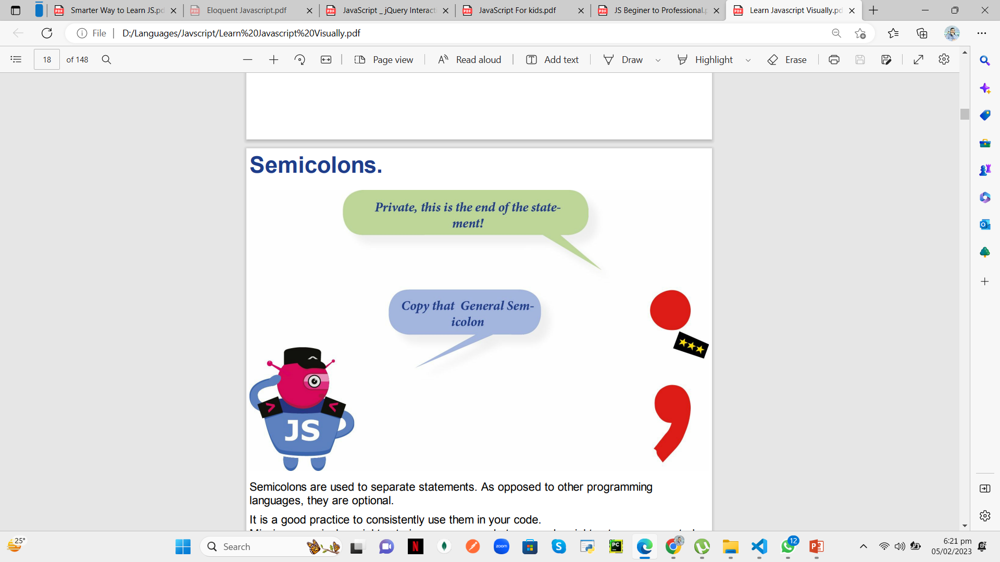 Smarter Way to Learn JS.pd
Eloquent Javascript.pdf
JavaScript _ jQuery Interact
JavaScript For kids.pdf
JS Beginer to Professional.p
Learn Javascript Visually.pd
File
D:/Languages/Javscript/Learn%20Javascript%20Visually.pdf
18 of 148
Page view
Read aloud
Add text
Draw
Highlight
Erase
Semicolons.
Private, this is the end of the state-
ment!
Copy that General Sem-
icolon
JS
Semicolons are used to separate statements. As opposed to other programming
languages, they are optional.
It is a good practice to consistently use them in your code.
25°
Search
N
zoom
S
PC
12
P
6:21 pm
05/02/2023